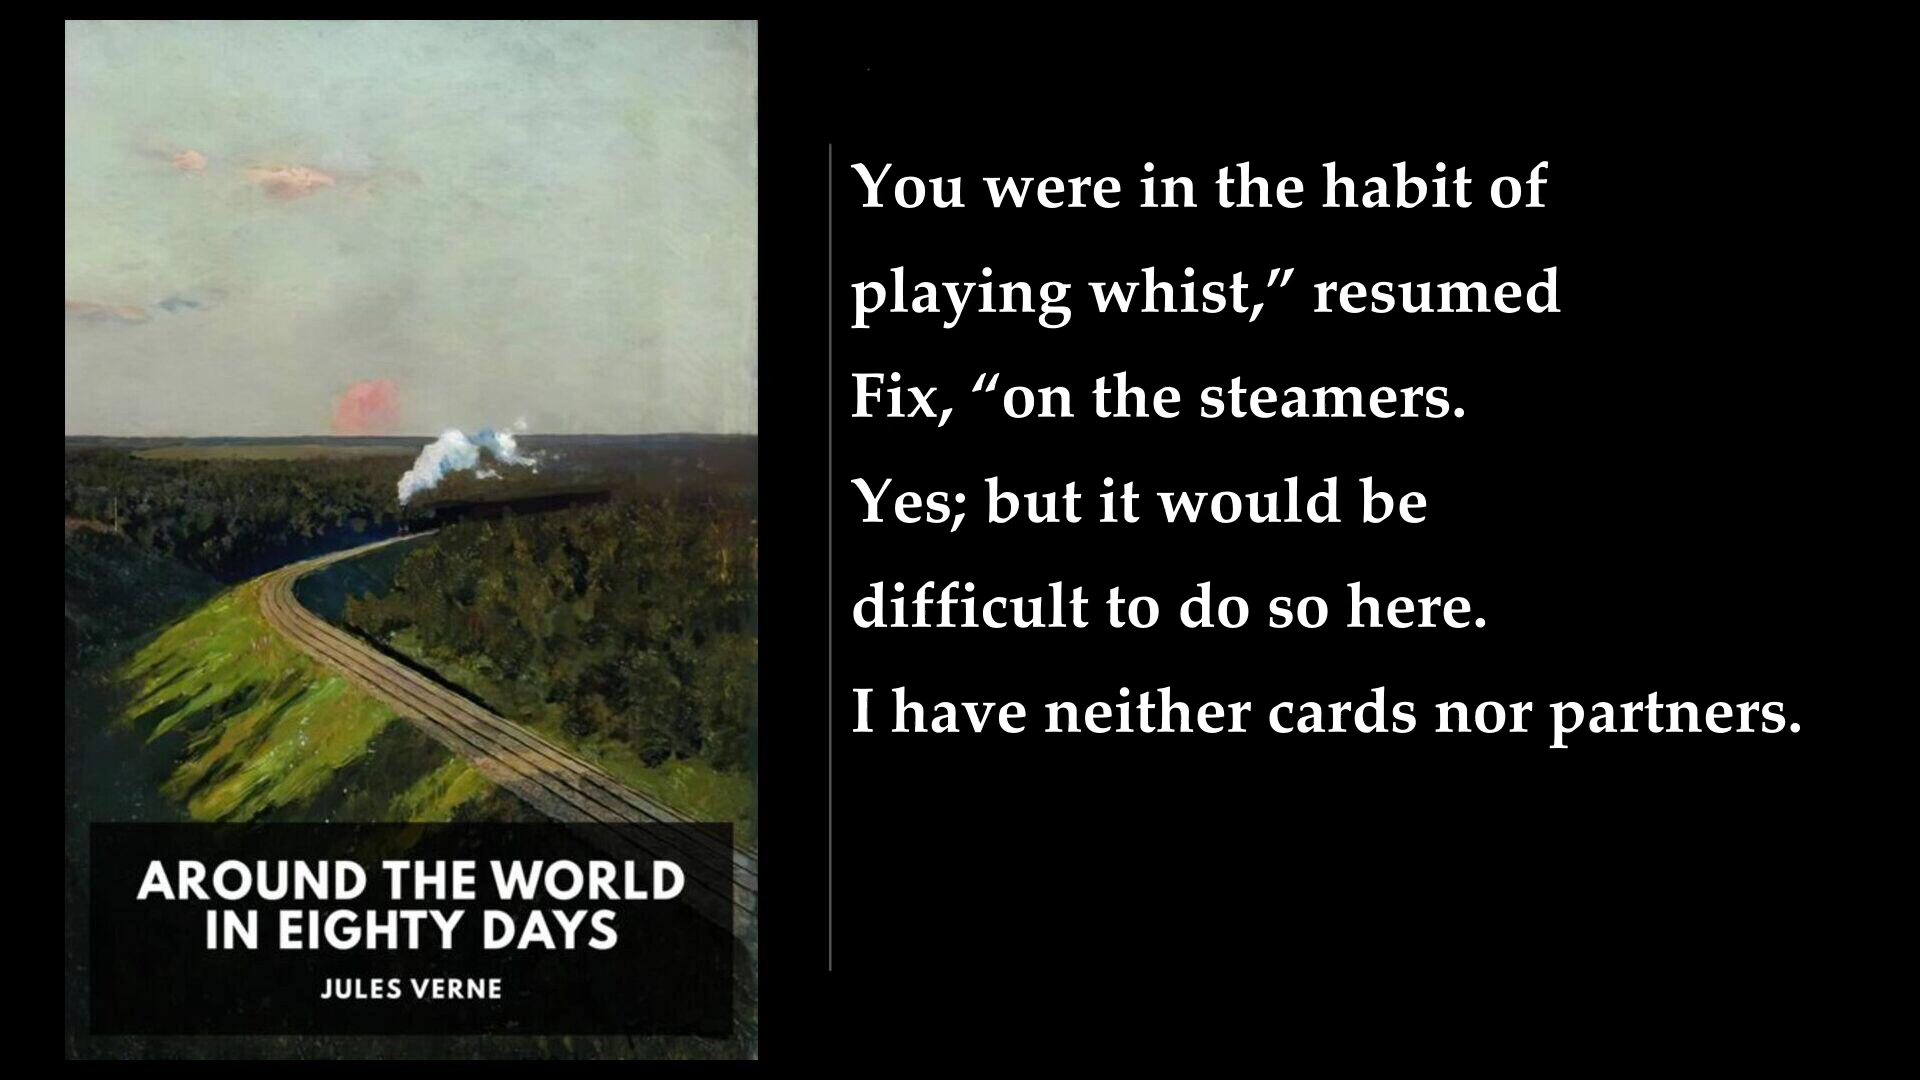 AROUND THE WORLD
IN EIGHTY DAYS
JULES VERNE
You were in the habit of
playing whist,” resumed
Fix, “on the steamers.
Yes; but it would be
difficult to do so here.
I have neither cards nor partners.